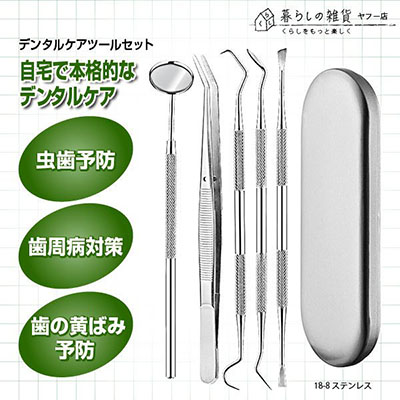 暮らしの雑貨 ヤフー店
くらしをもっと楽しく
デンタルケアツールセット
自宅で本格的な
デンタルケア
虫歯予防
歯周病対策
歯の黄ばみ
予防
18-8 ステンレス